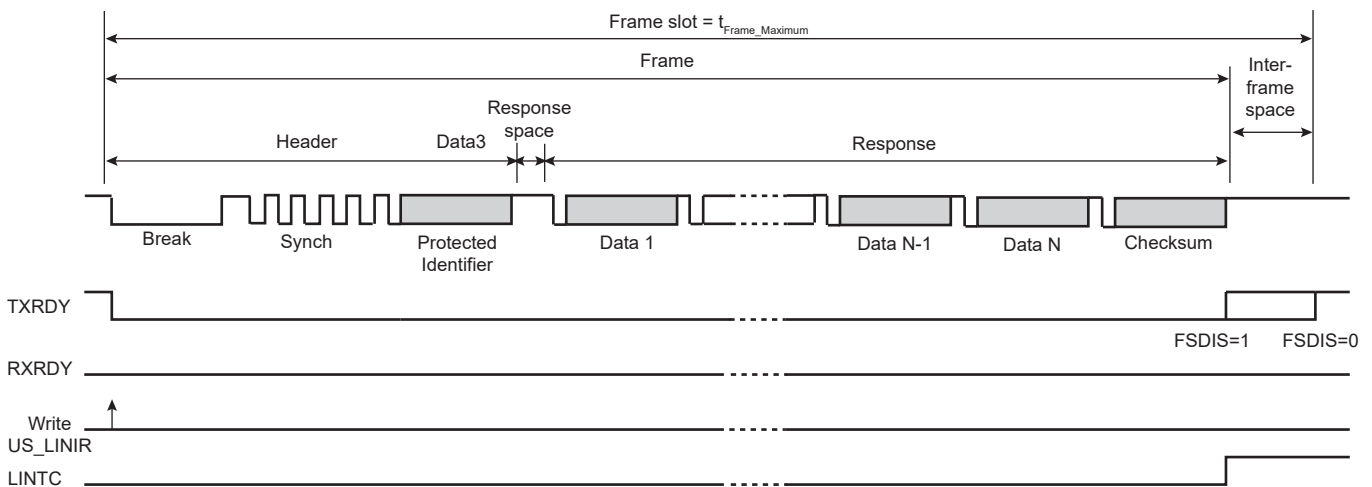 Frame slot = tFrame_Maximum
Frame
Inter-
frame
space
Response
space
Header
Data3
Response
Break
Synch
Protected
Identifier
Data 1
Data N-1
Data N
Checksum
TXRDY
FSDIS=1
FSDIS=0
RXRDY
Write
US_LINIR
LINTC